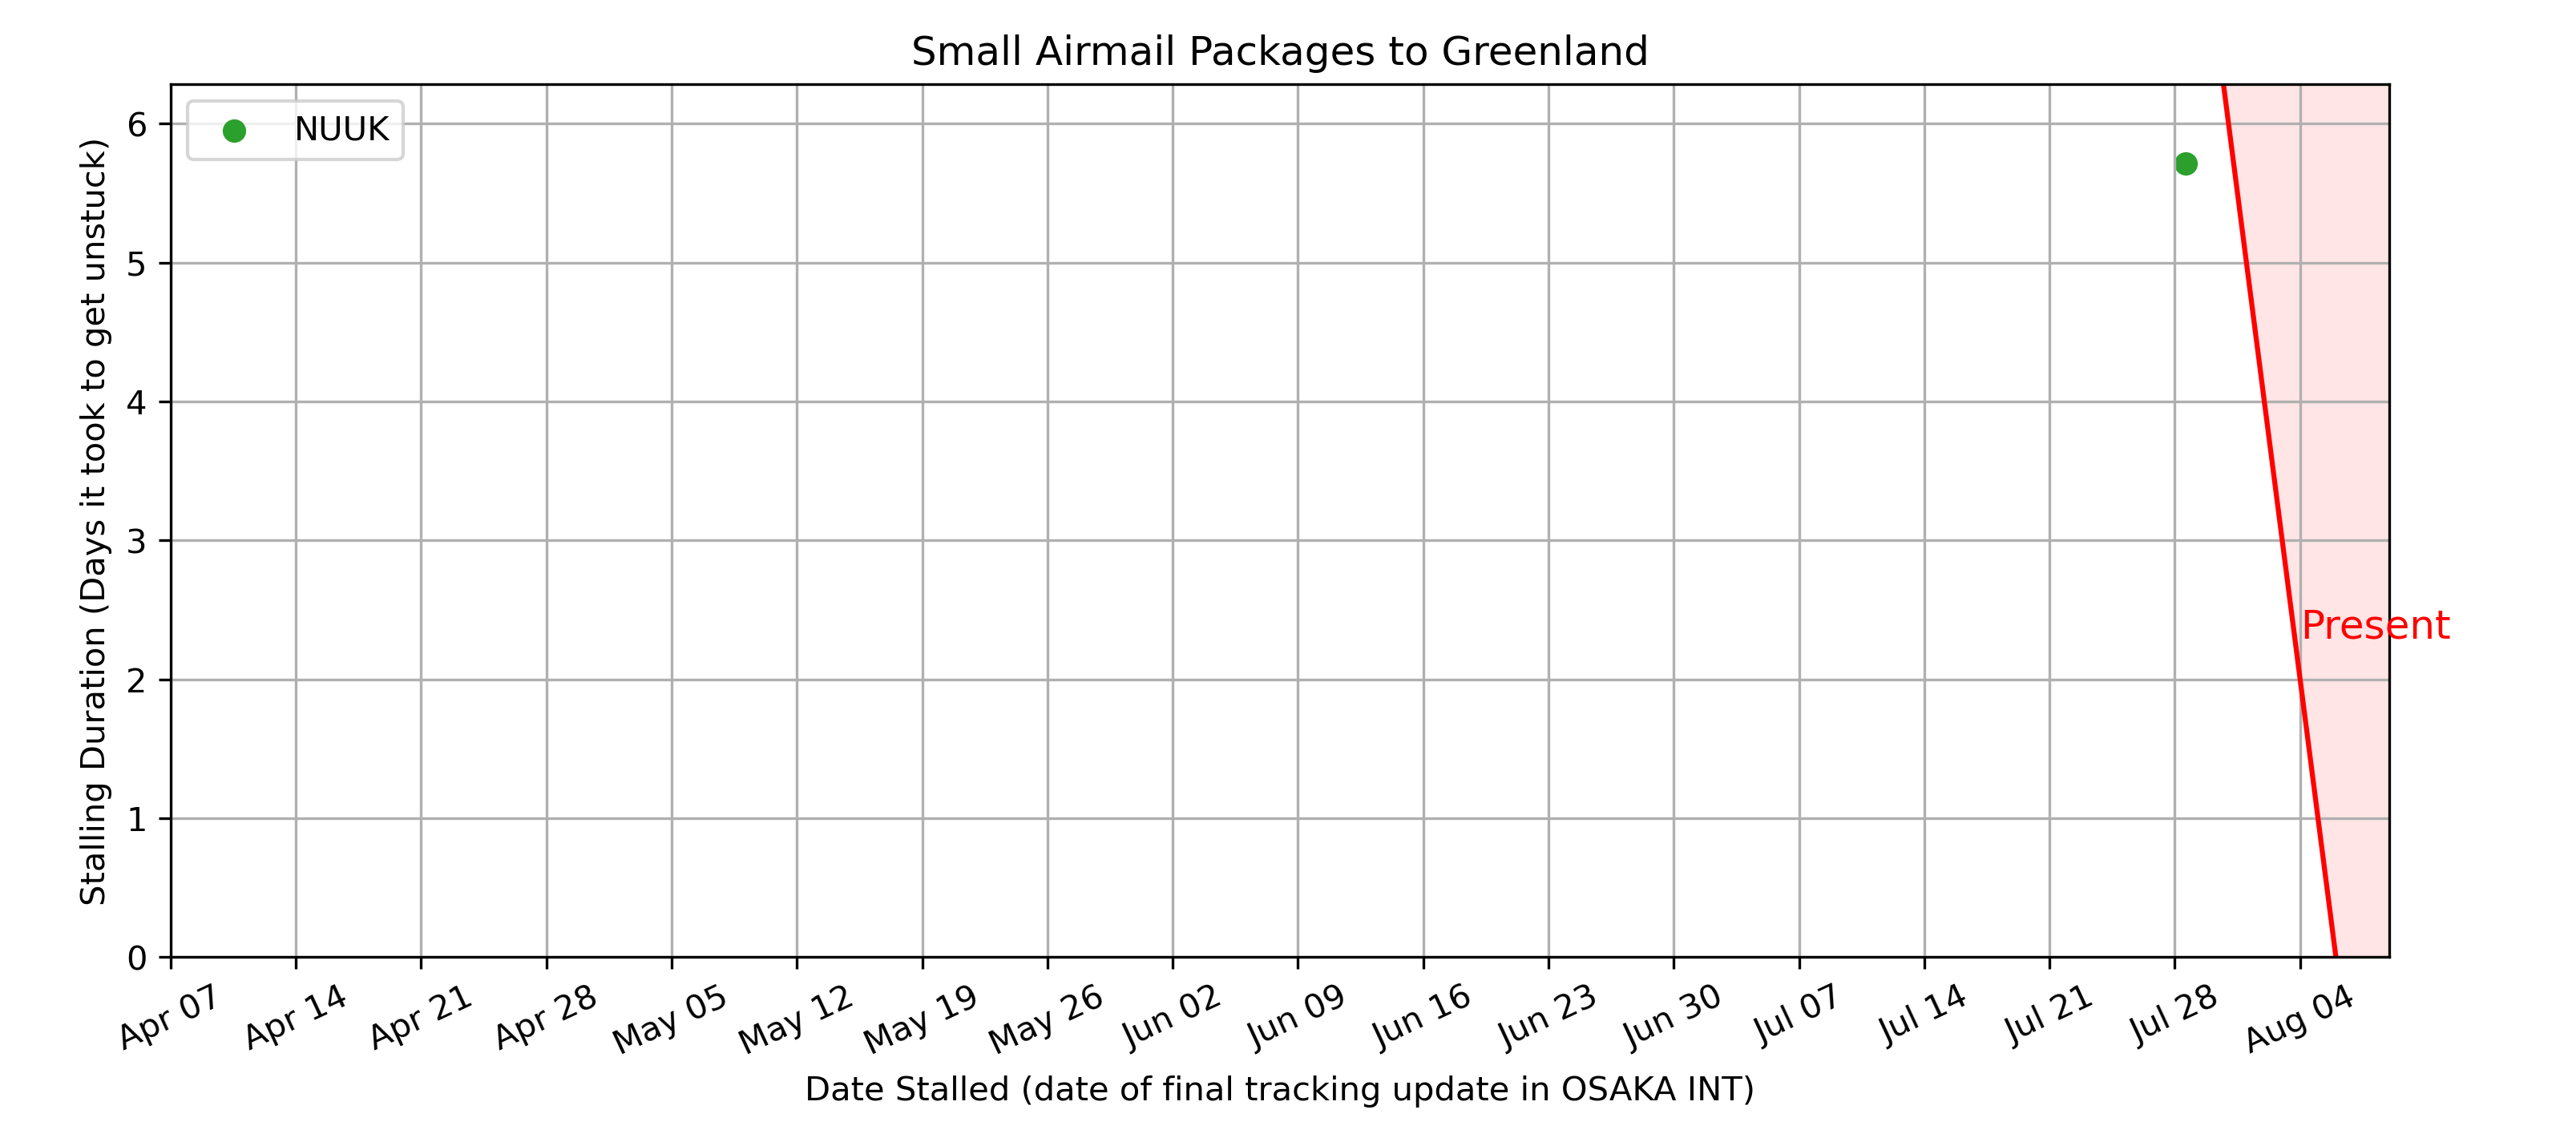 Small Airmail Packages to Greenland
NUUK
Stalling Duration (Days it took to get unstuck)
6
5
4
3
2
1
0
Present
Apr 07
Apr 14
Apr 21
Apr 28
May 05
May 12
May 19
May 26
Jun 02
Jun 09
Jun 16
Jun 23
Jun 30
Jul 07
Jul 14
Jul 21
Jul 28
Aug 04
Date Stalled (date of final tracking update in OSAKA INT)